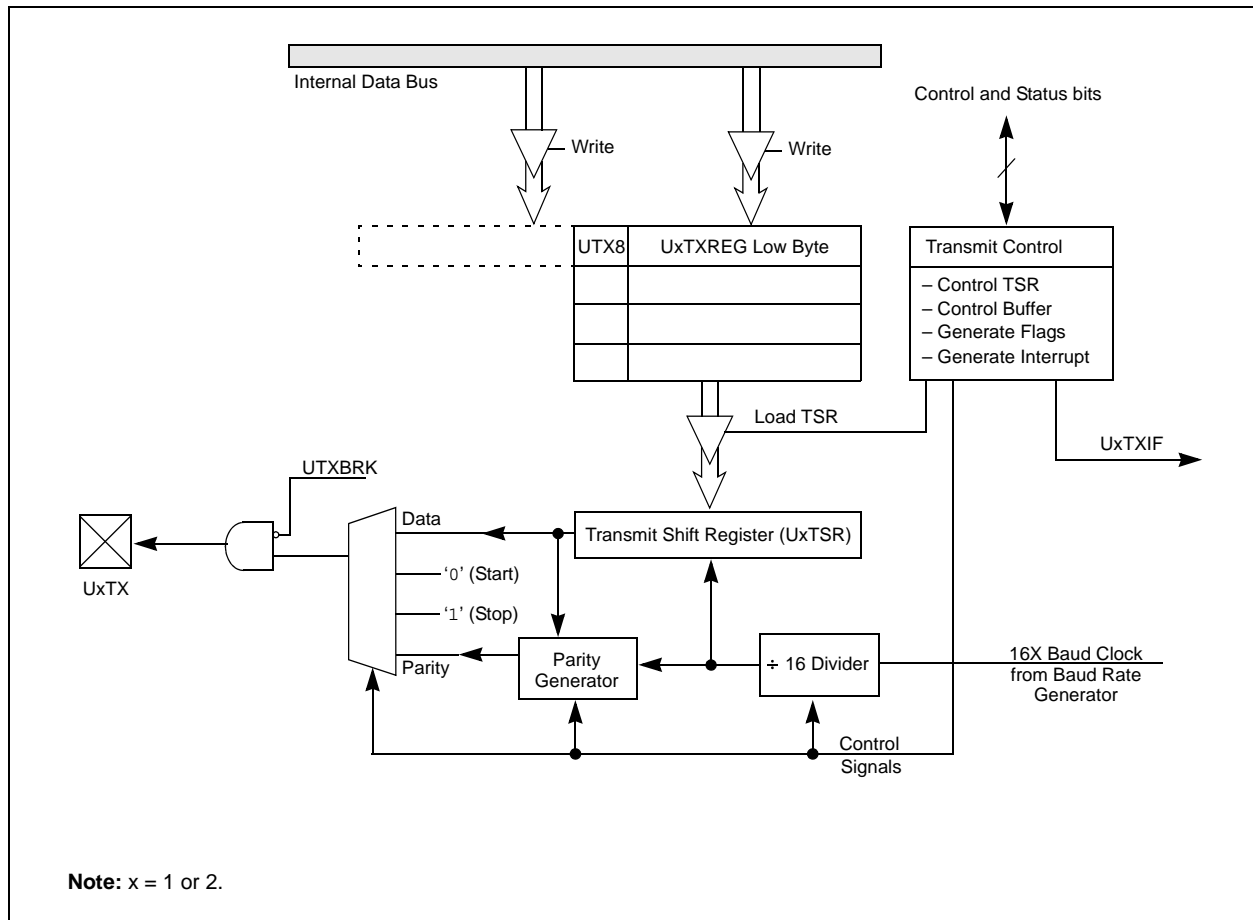 Internal Data Bus
Control and Status bits
Write
Write
UTX8
UxTXREG Low Byte
Transmit Control
– Control TSR
– Control Buffer
– Generate Flags
– Generate Interrupt
Load TSR
UxTXIF
UTXBRK
Data
Transmit Shift Register (UxTSR)
UxTX
‘0’ (Start)
‘1’ (Stop)
Parity
Parity
Generator
÷ 16 Divider
16X Baud Clock
from Baud Rate
Generator
Control
Signals
Note: x = 1 or 2.